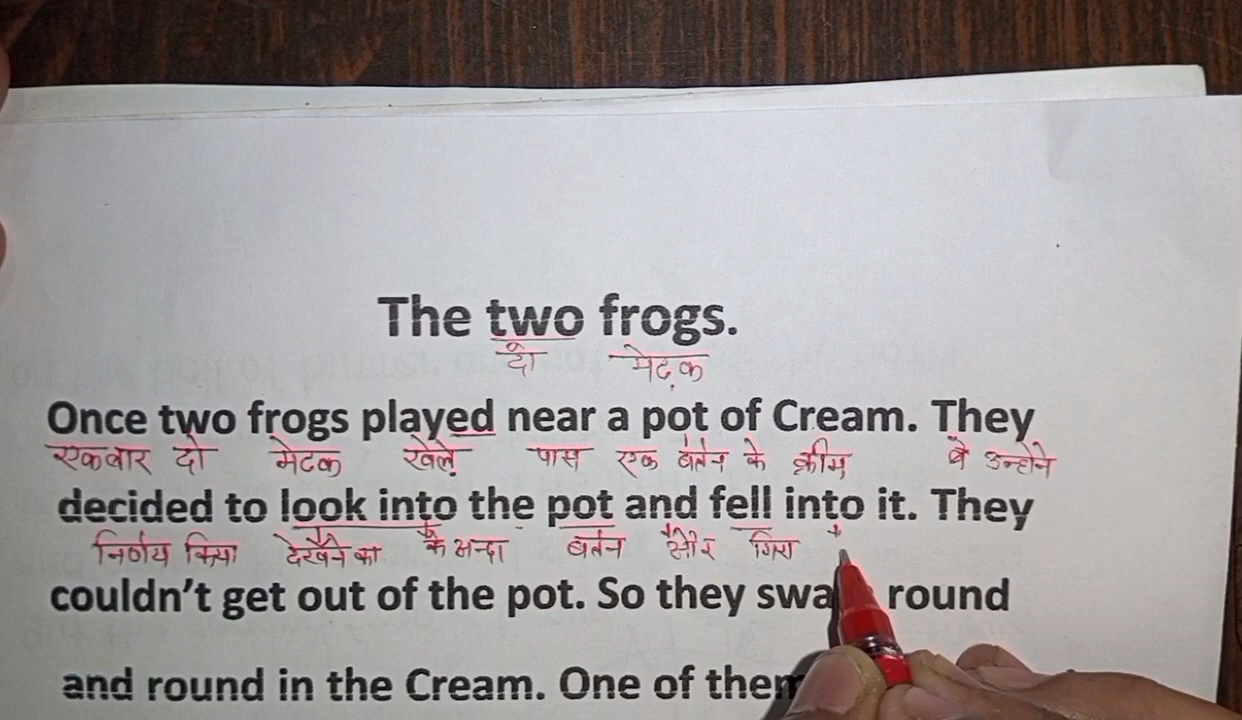 The two frogs.
दो मेढ़क
Once two frogs played near a pot of Cream. They
एकबार दो मेढक खेले पास एक बर्तन के क्रीम वे उन्होने
decided to look into the pot and fell into it. They
निर्णय किया देखने का के अन्दर बर्तन और गिरा
couldn't get out of the pot. So they round
and round in the Cream. One of them